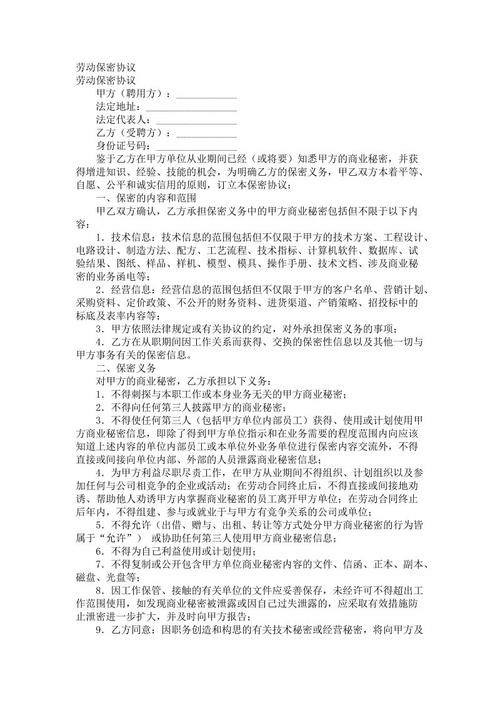 劳动保密协议
劳动保密协议
甲方（聘用方）：____________
法定地址：__________________
法定代表人：________________
乙方（受聘方）：____________
身份证号码：________________
鉴于乙方在甲方单位从业期间已经（或将要）知悉甲方的商业秘密，并获
得增进知识、经验、技能的机会，为明确乙方的保密义务，甲乙双方本着平等、
自愿、公平和诚实信用的原则，订立本保密协议；
一、保密的内容和范围
甲乙双方确认，乙方承担保密义务中的甲方商业秘密包括但不限于以下内
容：
1．技术信息：技术信息的范围包括但不仅限于甲方的技术方案、工程设计、
电路设计、制造方法、配方、工艺流程、技术指标、计算机软件、数据库、试
验结果、图纸、样品、样机、模型、模具、操作手册、技术文档、涉及商业秘
密的业务函电等；
2．经营信息：经营信息的范围包括但不仅限于甲方的客户名单、营销计划、
采购资料、定价政策、不公开的财务资料、进货渠道、产销策略、招投标中的
标底及表率内容等；
3．甲方依照法律规定或有关协议的约定，对外承担保密义务的事项；
4．乙方在从职期间因工作关系而获得、交换的保密性信息以及其他一切与
甲方事务有关的保密信息。
二、保密义务
对甲方的商业秘密，乙方承担以下义务：
1．不得刺探与本职工作或本身业务无关的甲方商业秘密；
2．不得向任何第三人披露甲方的商业秘密；
3．不得使任何第三人（包括甲方单位内部员工）获得、使用或计划使用甲
方商业秘密信息，即除了得到甲方单位指示和在业务需要的程度范围内向应该
知道上述内容的单位内部员工或本单位外业务单位进行保密内容交流外，不得
直接或间接向单位内部、外部的人员泄露商业秘密信息；
4．为甲方利益尽职尽责工作，在甲方从业期间不得组织、计划组织以及参
加任何与公司相竞争的企业或活动；在劳动合同终止后，不得直接或间接地劝
诱、帮助他人劝诱甲方内掌握商业秘密的员工离开甲方单位；在劳动合同终止
后年内，不得组建、参与或就业于与甲方有竞争关系的公司或单位；
5．不得允许（出借、赠与、出租、转让等方式处分甲方商业秘密的行为皆
属于“允许”） 或协助任何第三人使用甲方商业秘密信息；
6．不得为自己利益使用或计划使用；
7．不得复制或公开包含甲方单位商业秘密内容的文件、信函、正本、副本、
磁盘、光盘等；
8．因工作保管、接触的有关单位的文件应妥善保存，未经许可不得超出工
作范围使用，如发现商业秘密被泄露或因自己过失泄露的，应采取有效措施防
止泄密进一步扩大，并及时向甲方报告；
9．乙方同意：因职务创造和构思的有关技术秘密或经营秘密，将向甲方及